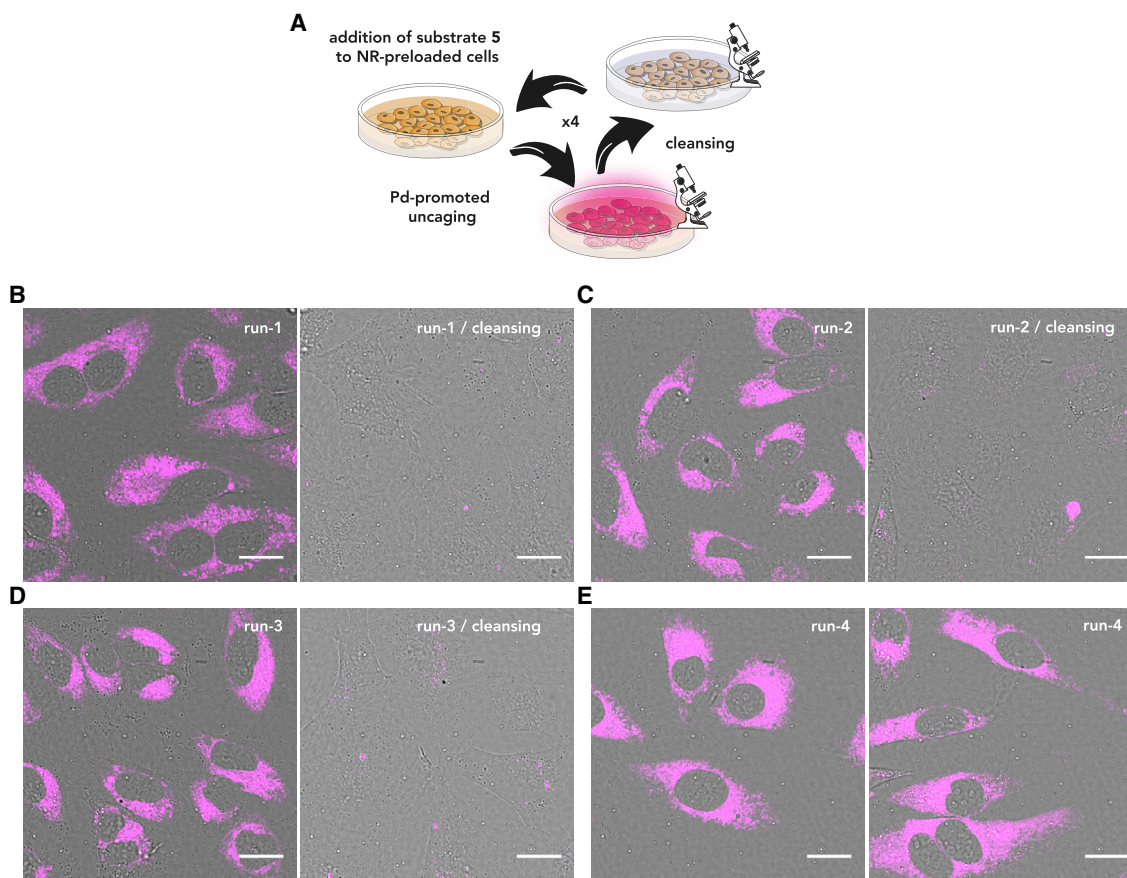 A
addition of substrate 5
to NR-preloaded cells
x4
cleansing
Pd-promoted
uncaging
B
run-1
run-1 / cleansing
C
run-2
run-2 / cleansing
D
run-3
run-3 / cleansing
E
run-4
run-4